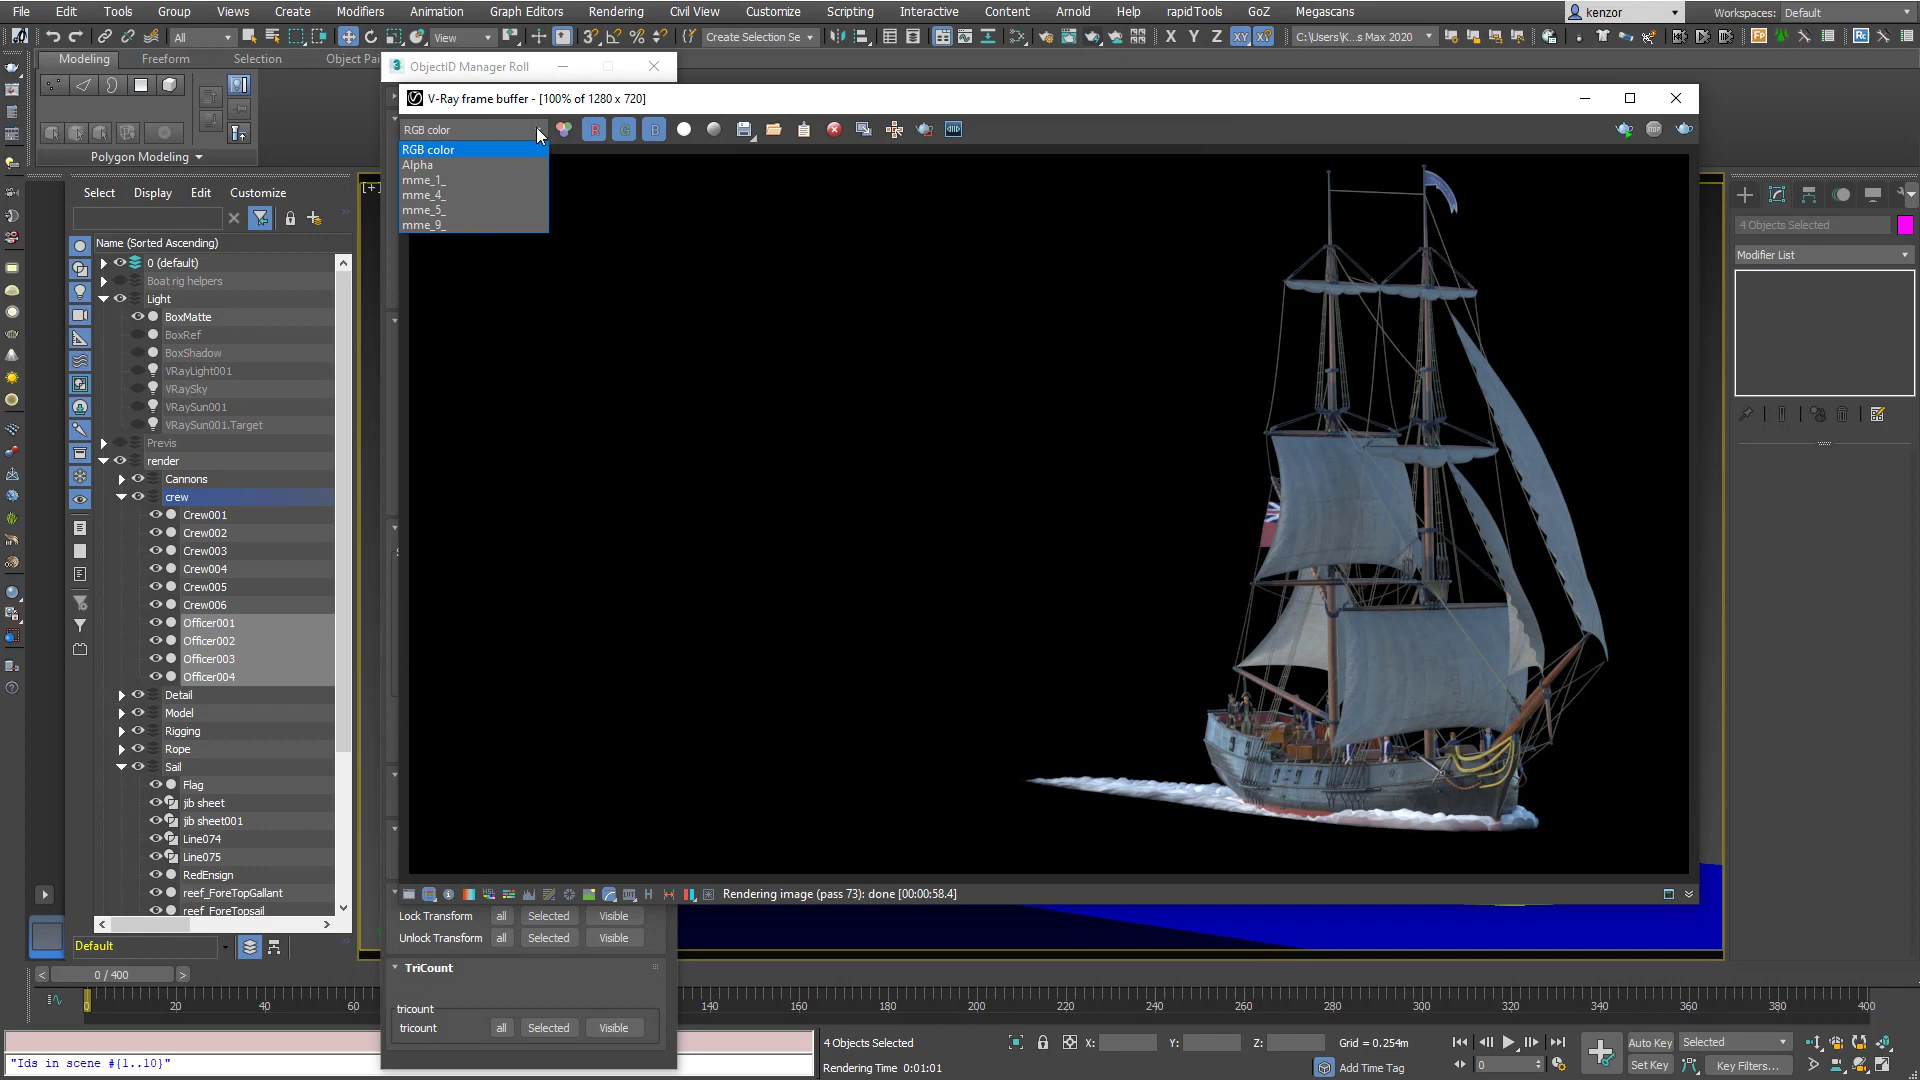 File Edit Tools Group Views Create Modifiers Animation Graph Editors Rendering Civil View Customize Scripting Interactive Content Arnold Help rapidTools GoZ Megascans
kenzor
Workspaces: Default
All
View
Create Selection Se
X Y Z XY
C:\Users\K...s Max 2020
Modeling Freeform Selection Object Pa
ObjectID Manager Roll
V-Ray frame buffer - [100% of 1280 x 720]
RGB color
R G B
RGB color
Alpha
mme_1_
mme_4_
mme_5_
mme_9_
Polygon Modeling
Select Display Edit Customize
[+]
Name (Sorted Ascending)
0 (default)
Boat rig helpers
Light
BoxMatte
BoxRef
BoxShadow
VRayLight001
VRaySky
VRaySun001
VRaySun001.Target
Previs
render
Cannons
crew
Crew001
Crew002
Crew003
Crew004
Crew005
Crew006
Officer001
Officer002
Officer003
Officer004
Detail
Model
Rigging
Rope
Sail
Flag
jib sheet
jib sheet001
Line074
Line075
RedEnsign
reef_ForeTopGallant
reef_ForeTopsail
4 Objects Selected
Modifier List
Rendering image (pass 73): done [00:00:58.4]
Lock Transform all Selected Visible
Unlock Transform all Selected Visible
TriCount
tricount
tricount all Selected Visible
Default
0 / 400
0 20 40 60 140 160 180 200 220 240 260 280 300 320 340 360 380 400
"Ids in scene #{1..10}"
4 Objects Selected
Rendering Time 0:01:01
X: Y: Z: Grid = 0.254m
Add Time Tag
Auto Key Selected
Set Key Key Filters...
0